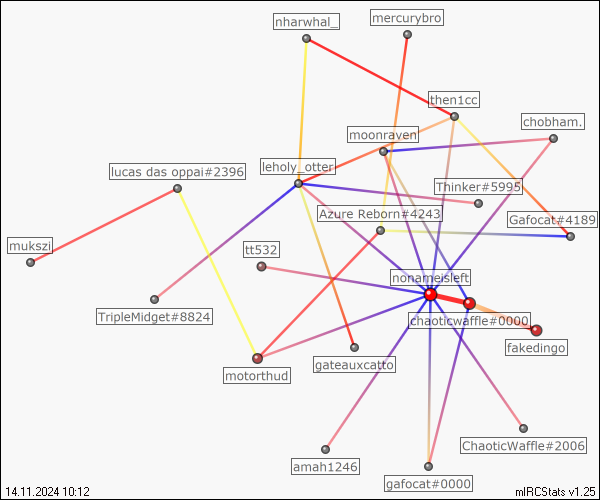 nharwhal_
mercurybro
then1cc
chobham.
moonraven
leholy_otter
lucas das oppai#2396
Thinker#5995
Azure Reborn#4243
Gafocat#4189
mukszi
tt532
nonameisleft
TripleMidget#8824
chaoticwaffle#0000
fakedingo
gateauxcatto
motorthud
ChaoticWaffle#2006
amah1246
gafocat#0000
14.11.2024 10:12
mIRCStats v1.25